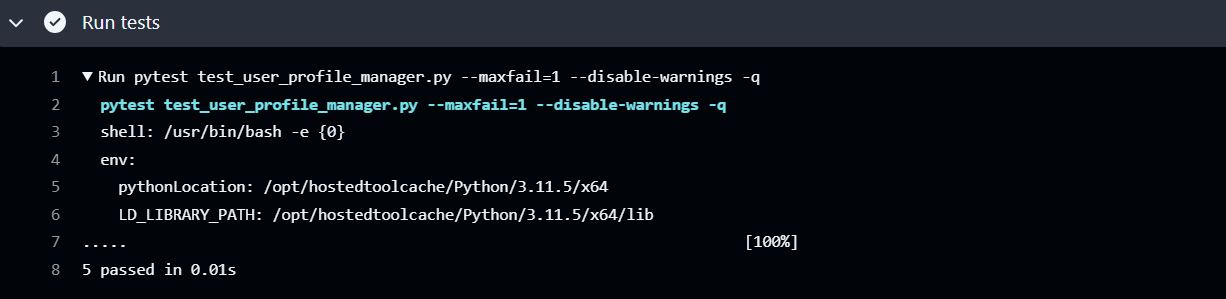 Run tests
1 ▼ Run pytest test_user_profile_manager.py --maxfail=1 --disable-warnings -q
2 pytest test_user_profile_manager.py --maxfail=1 --disable-warnings -q
3 shell: /usr/bin/bash -e {0}
4 env:
5 pythonLocation: /opt/hostedtoolcache/Python/3.11.5/x64
6 LD_LIBRARY_PATH: /opt/hostedtoolcache/Python/3.11.5/x64/lib
7 ..... [100%]
8 5 passed in 0.01s